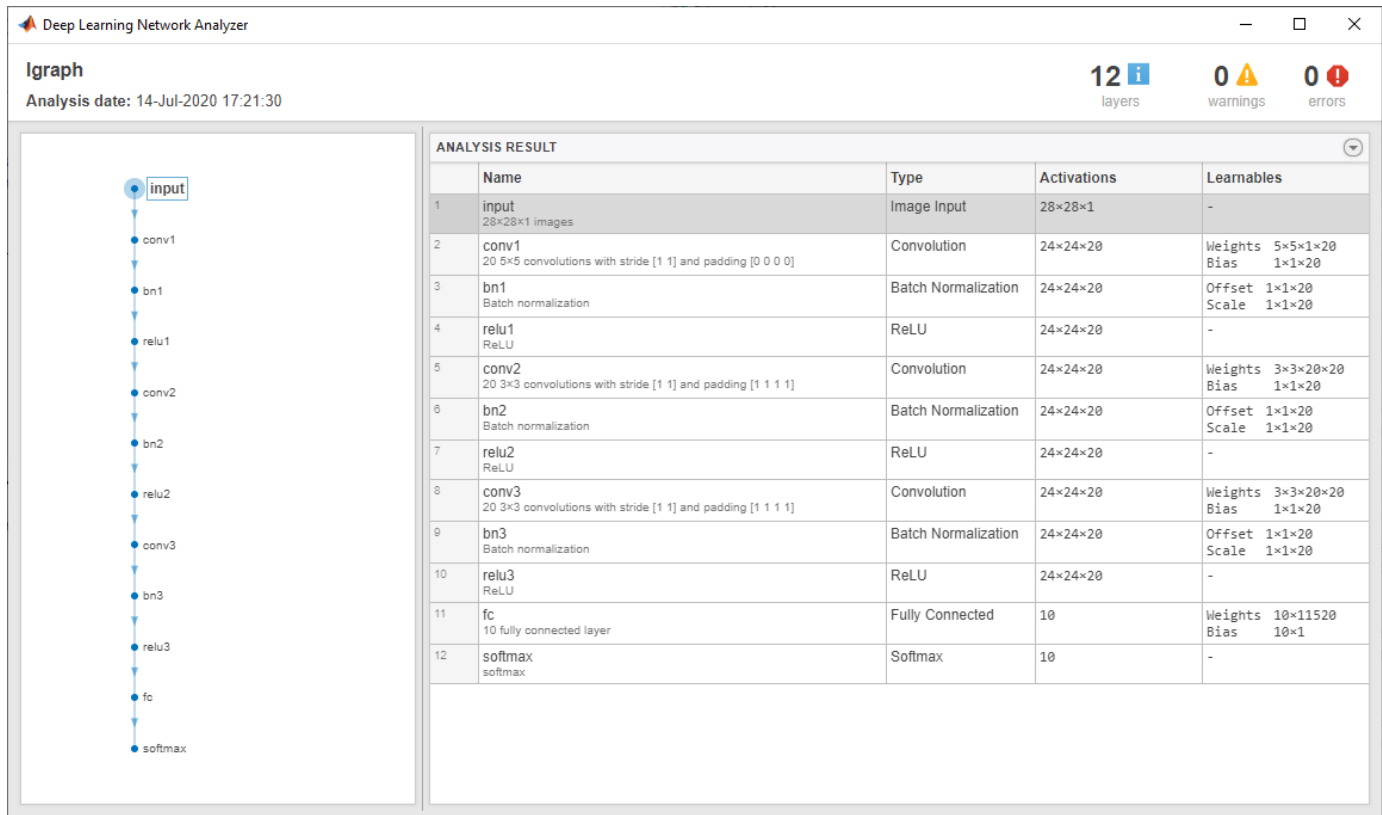 Deep Learning Network Analyzer
lgraph
Analysis date: 14-Jul-2020 17:21:30
12 i
layers
0
warnings
0
errors
input
conv1
bn1
relu1
conv2
bn2
relu2
conv3
bn3
relu3
fc
softmax
ANALYSIS RESULT
Name Type Activations Learnables
1 input Image Input 28×28×1 -
28×28×1 images
2 conv1 Convolution 24×24×20 Weights 5×5×1×20
20 5×5 convolutions with stride [1 1] and padding [0 0 0 0] Bias 1×1×20
3 bn1 Batch Normalization 24×24×20 Offset 1×1×20
Batch normalization Scale 1×1×20
4 relu1 ReLU 24×24×20 -
ReLU
5 conv2 Convolution 24×24×20 Weights 3×3×20×20
20 3×3 convolutions with stride [1 1] and padding [1 1 1 1] Bias 1×1×20
6 bn2 Batch Normalization 24×24×20 Offset 1×1×20
Batch normalization Scale 1×1×20
7 relu2 ReLU 24×24×20 -
ReLU
8 conv3 Convolution 24×24×20 Weights 3×3×20×20
20 3×3 convolutions with stride [1 1] and padding [1 1 1 1] Bias 1×1×20
9 bn3 Batch Normalization 24×24×20 Offset 1×1×20
Batch normalization Scale 1×1×20
10 relu3 ReLU 24×24×20 -
ReLU
11 fc Fully Connected 10 Weights 10×11520
10 fully connected layer Bias 10×1
12 softmax Softmax 10 -
softmax